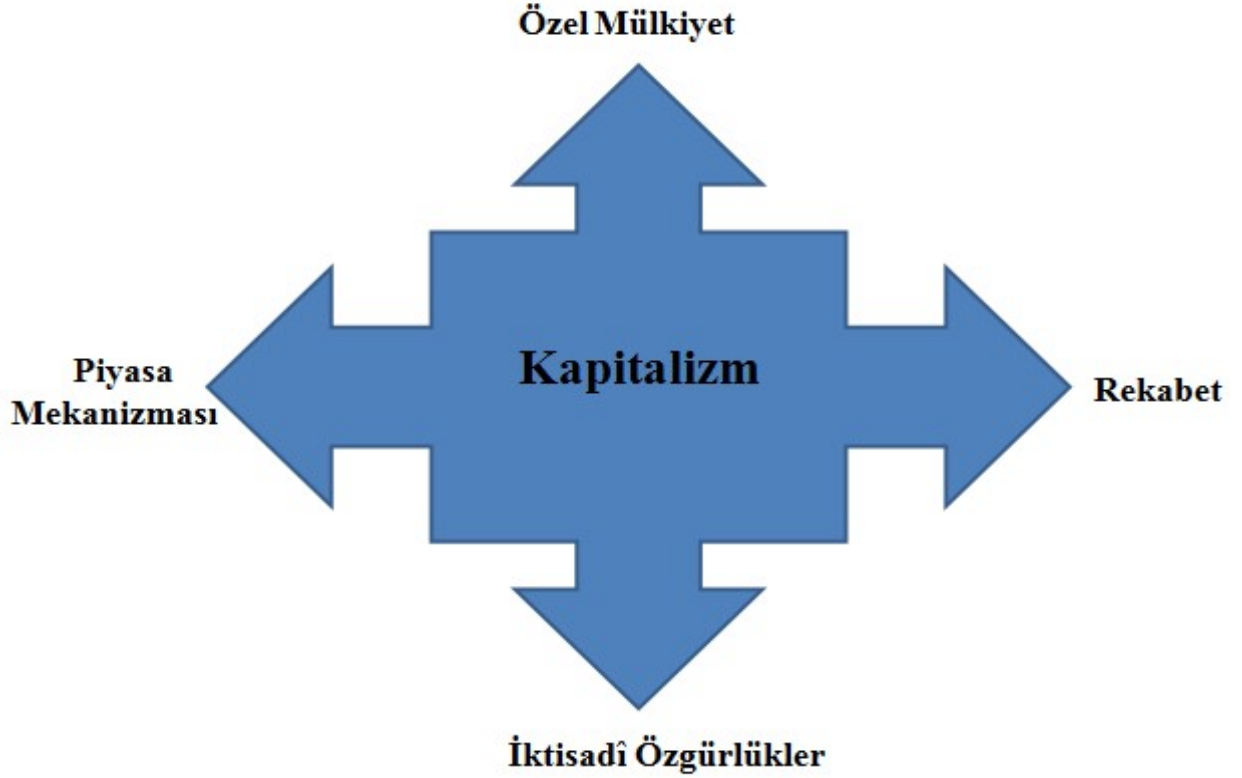 Özel Mülkiyet
Kapitalizm
Piyasa
Mekanizması
Rekabet
İktisadî Özgürlükler